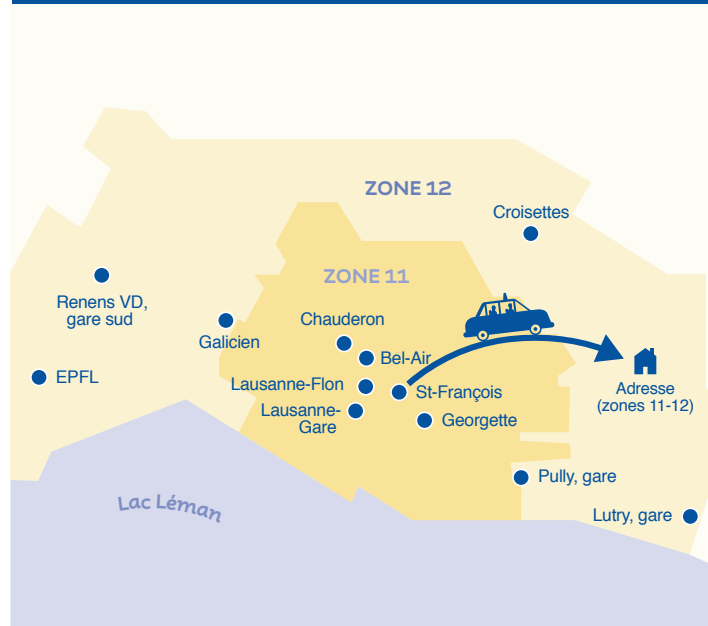 ZONE 12
Croisettes
ZONE 11
Renens VD,
gare sud
Chauderon
Galicien
Bel-Air
EPFL
Lausanne-Flon
St-François
Adresse
(zones 11-12)
Lausanne-
Gare
Georgette
Pully, gare
Lac Léman
Lutry, gare